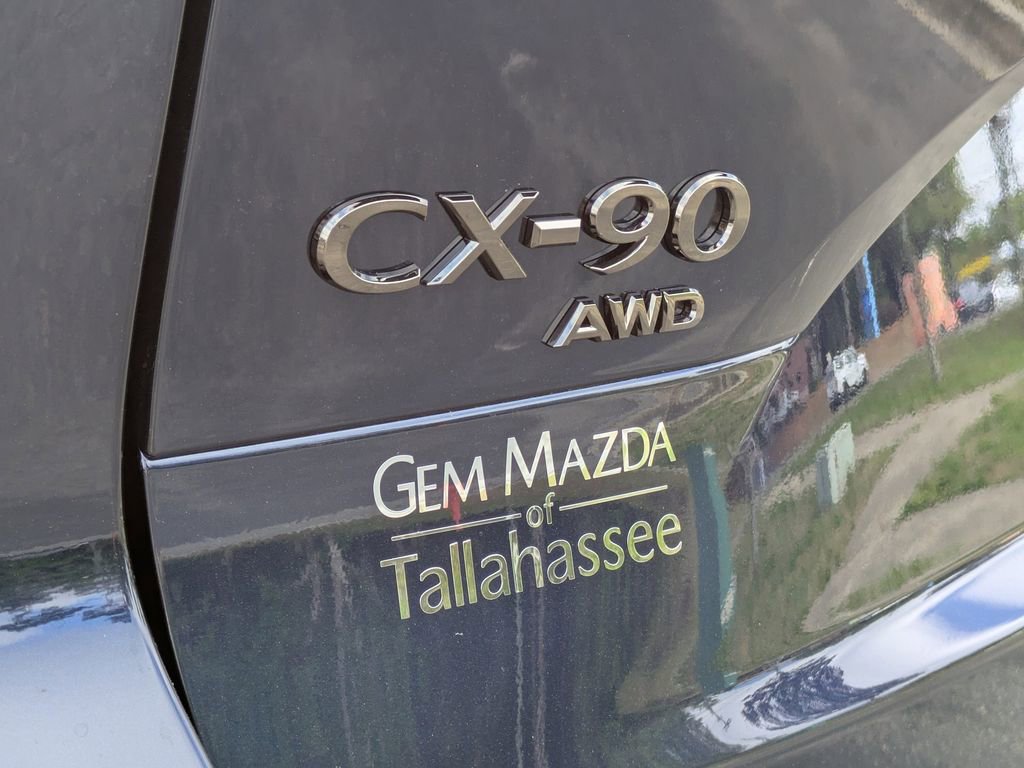 CX-90
AWD
GEM MAZDA
of
Tallahassee